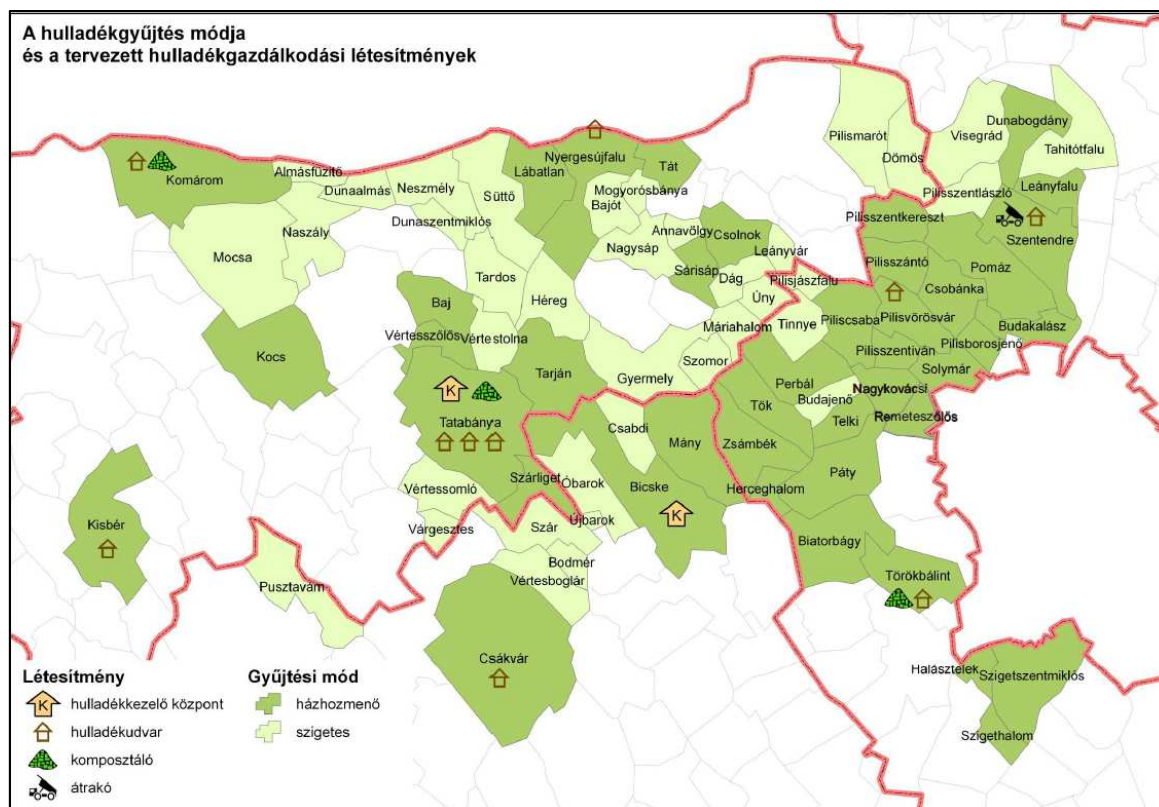 A hulladékgyűjtés módja
és a tervezett hulladékgazdálkodási létesítmények
Pilismarót
Dömös
Visegrád
Dunabogdány
Tahitótfalu
Komárom
Almásfüzitő
Dunaalmás
Neszmély
Süttő
Lábatlan
Nyergesújfalu
Tát
Mogyorósbánya
Bajót
Pilisszentlászló
Leányfalu
Mocsa
Naszály
Dunaszentmiklós
Nagysáp
Annavölgy
Csolnok
Leányvár
Pilisszentkereszt
Szentendre
Tardos
Héreg
Sárisáp
Dág
Pilisjászfalu
Pilisszántó
Pomáz
Csobánka
Baj
Úny
Tinnye
Piliscsaba
Pilisvörösvár
Budakalász
Kocs
Vértesszőlős
Vértestolna
Máriahalom
Pilisszentiván
Pilisborosjenő
Tarján
Gyermely
Szomor
Solymár
Perbál
Budajenő
Nagykovácsi
K
Tatabánya
Csabdi
Mány
Tök
Telki
Remeteszőlős
Zsámbék
Szárliget
Óbarok
Bicske
Herceghalom
Páty
Vértessomló
K
Várgesztes
Szár
Újbarok
Kisbér
Bodmér
Vértesboglár
Biatorbágy
Törökbálint
Pusztavám
Csákvár
Halásztelek
Szigetszentmiklós
Szigethalom
Létesítmény
K
hulladékkezelő központ
hulladékudvar
komposztáló
átrakó
Gyűjtési mód
házhozmenő
szigetes